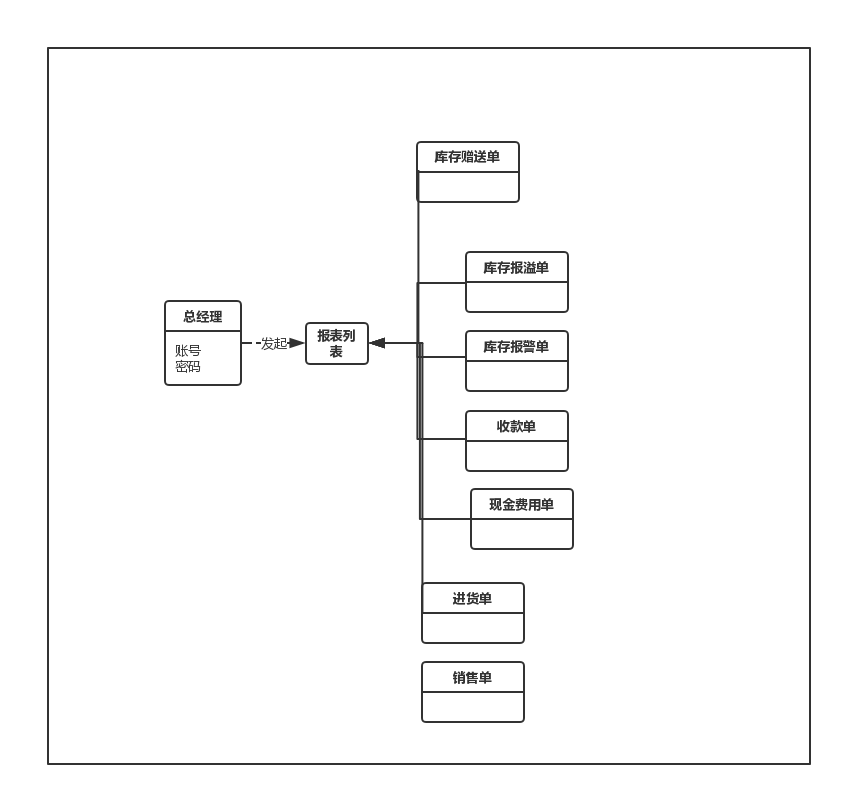 库存赠送单
库存报溢单
总经理
账号
密码
发起
报表列
表
库存报警单
收款单
现金费用单
进货单
销售单